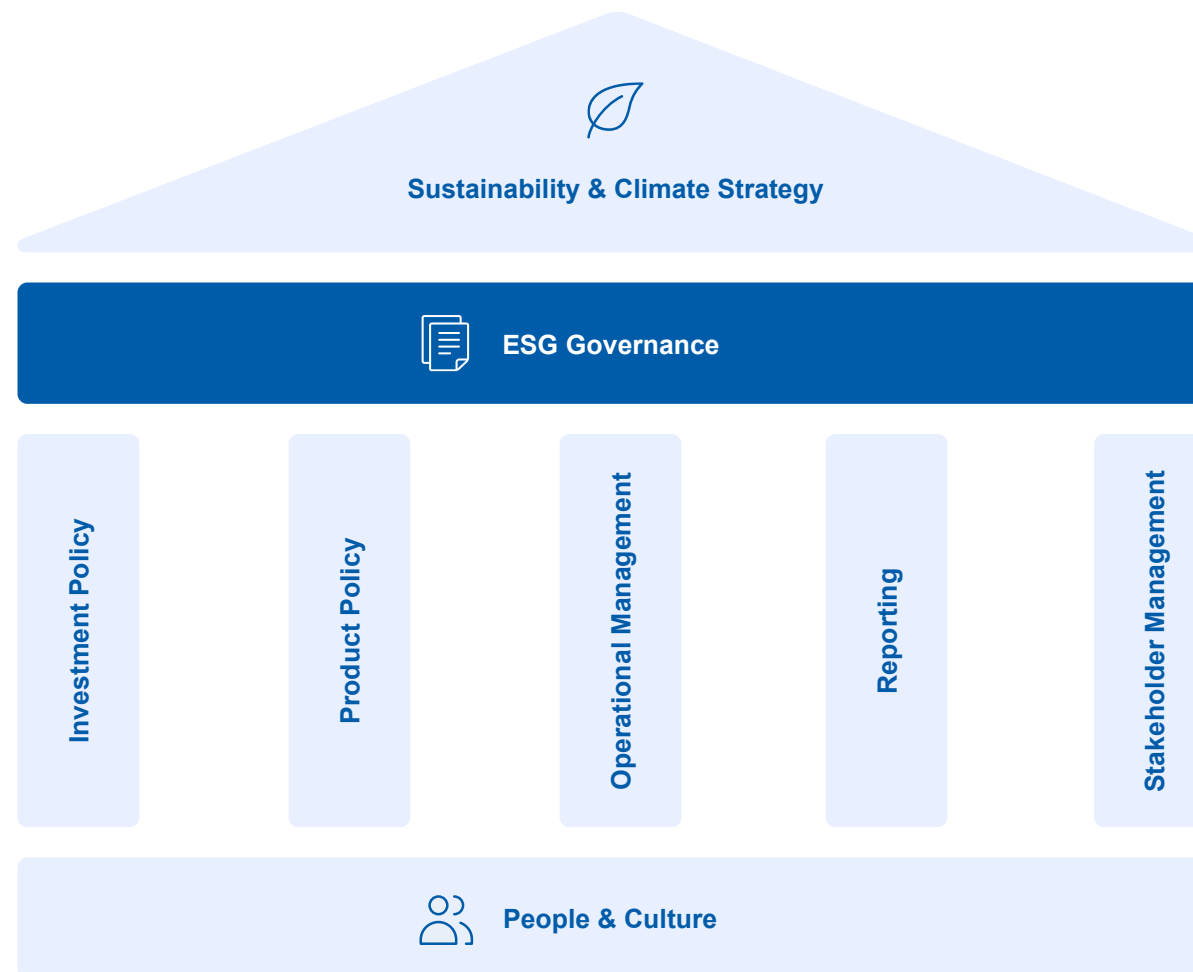 Sustainability & Climate Strategy
ESG Governance
Investment Policy
Product Policy
Operational Management
Reporting
Stakeholder Management
People & Culture